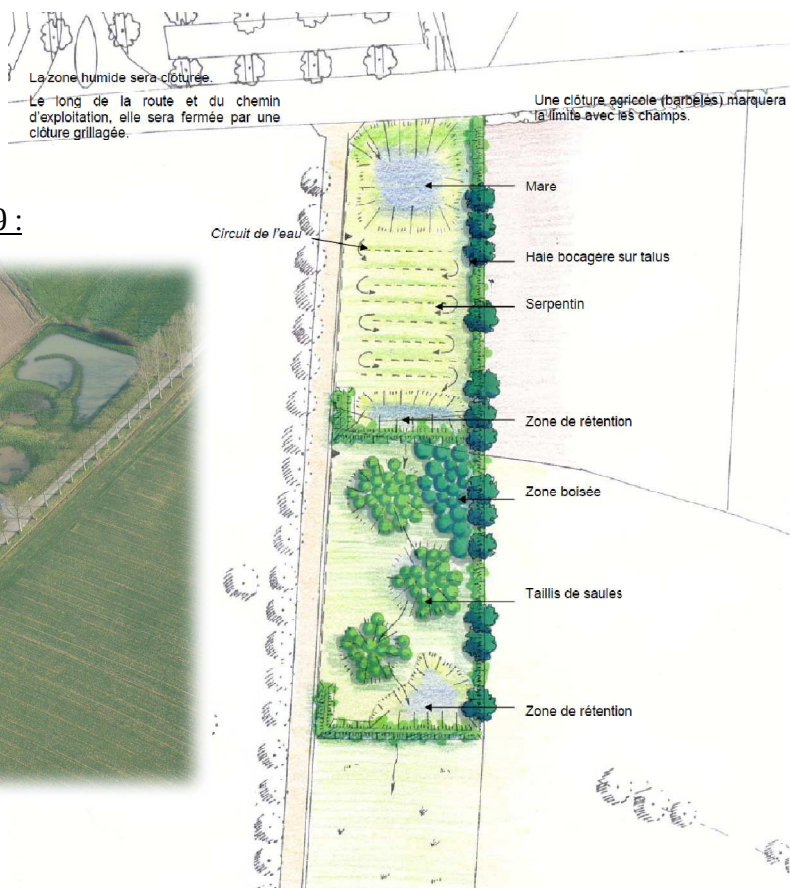 La zone humide sera clôturée.
Le long de la route et du chemin
d'exploitation, elle sera fermée par une
clôture grillagée.
Une clôture agricole (barbelés) marquera
la limite avec les champs.
9 :
Mare
Circuit de l'eau
Haie bocagère sur talus
Serpentin
Zone de rétention
Zone boisée
Taillis de saules
Zone de rétention